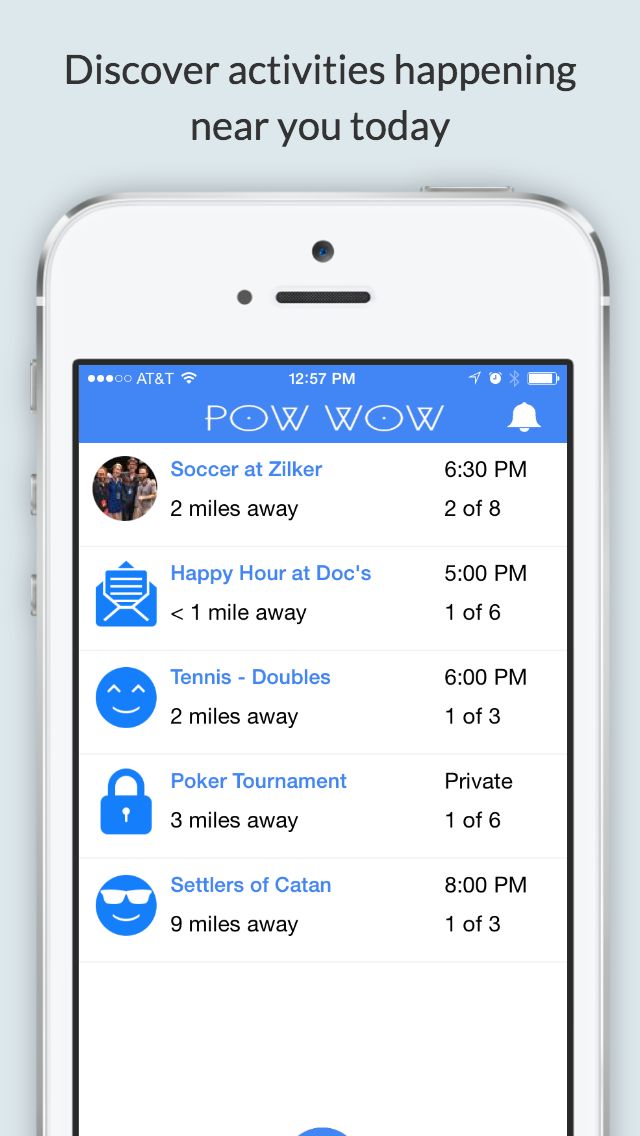 Discover activities happening
near you today
AT&T 12:57 PM
POW WOW
Soccer at Zilker 6:30 PM
2 miles away 2 of 8
Happy Hour at Doc's 5:00 PM
< 1 mile away 1 of 6
Tennis - Doubles 6:00 PM
2 miles away 1 of 3
Poker Tournament Private
3 miles away 1 of 6
Settlers of Catan 8:00 PM
9 miles away 1 of 3